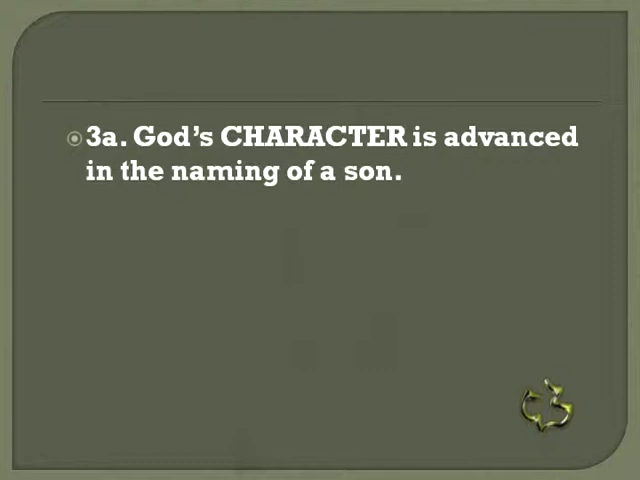 3a. God’s CHARACTER is advanced
in the naming of a son.